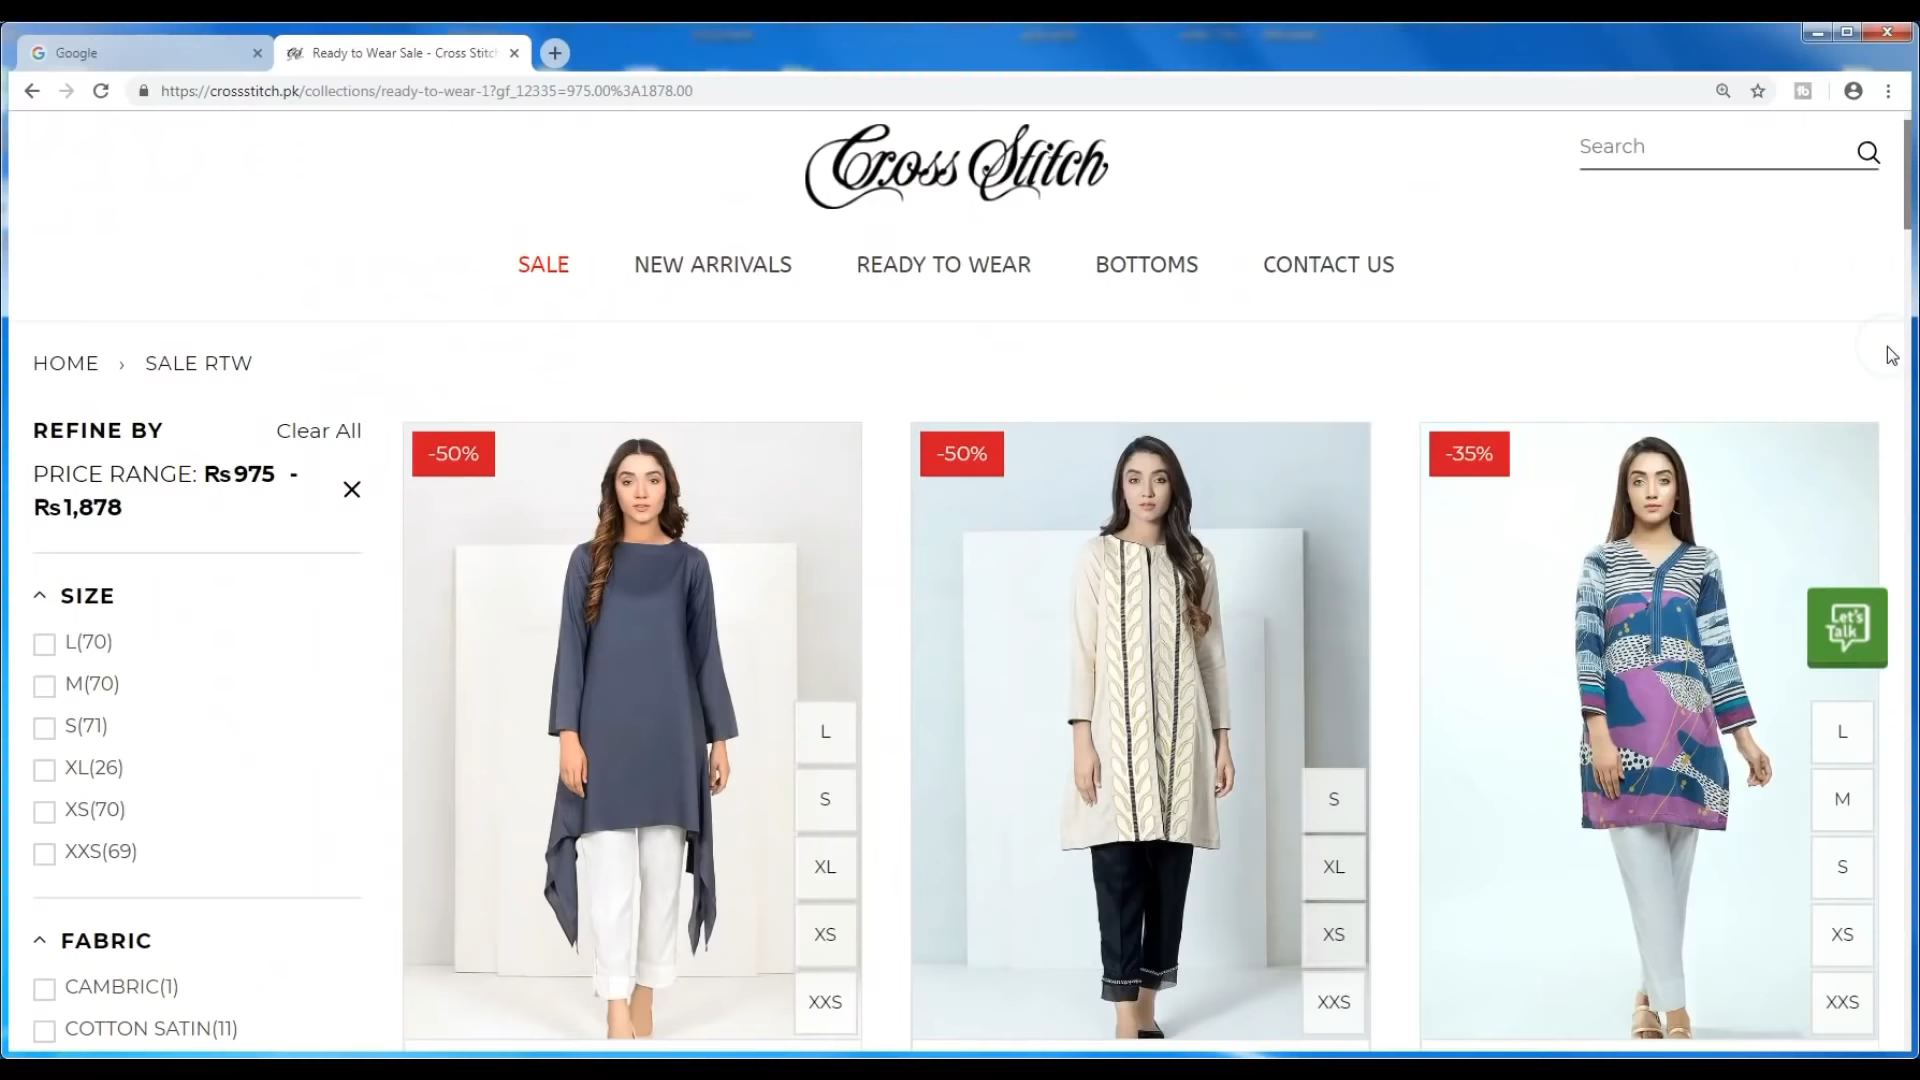 Google
Ready to Wear Sale - Cross Stitch
https://crossstitch.pk/collections/ready-to-wear-1?gf_12335=975.00%3A1878.00
Cross Stitch
Search
SALE NEW ARRIVALS READY TO WEAR BOTTOMS CONTACT US
HOME › SALE RTW
REFINE BY Clear All
PRICE RANGE: Rs975 -
Rs1,878
SIZE
L(70)
M(70)
S(71)
XL(26)
XS(70)
XXS(69)
FABRIC
CAMBRIC(1)
COTTON SATIN(11)
-50%
L
S
XL
XS
XXS
-50%
S
XL
XS
XXS
-35%
Let's
Talk
L
M
S
XS
XXS